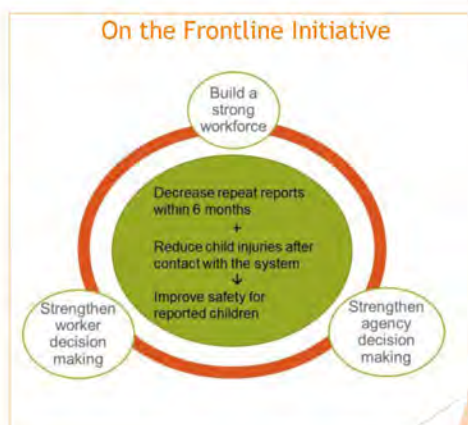 On the Frontline Initiative
Build a
strong
workforce
Decrease repeat reports
within 6 months
+
Reduce child injuries after
contact with the system
↓
Improve safety for
reported children
Strengthen
worker
decision
making
Strengthen
agency
decision
making